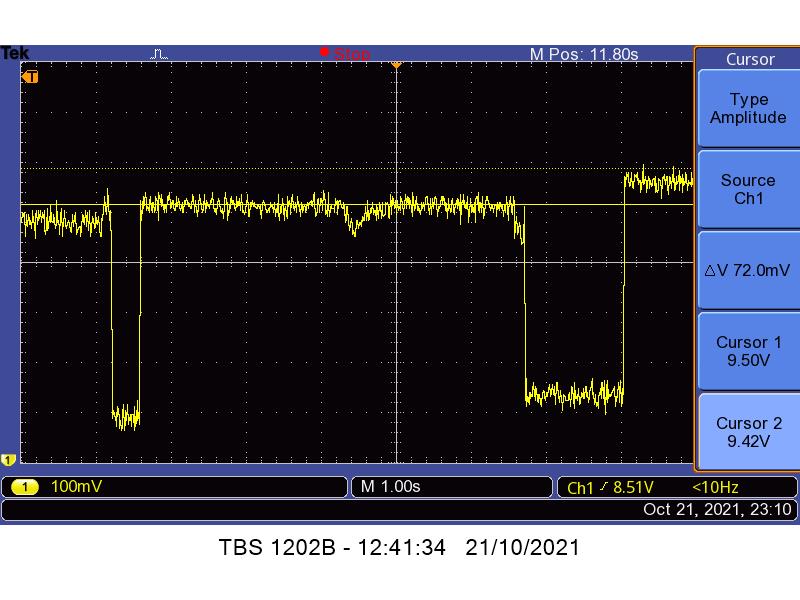 Tek Stop M Pos: 11.80s
T
Cursor
Type
Amplitude
Source
Ch1
△V 72.0mV
Cursor 1
9.50V
Cursor 2
9.42V
1
1 100mV M 1.00s Ch1 8.51V <10Hz
Oct 21, 2021, 23:10
TBS 1202B - 12:41:34 21/10/2021